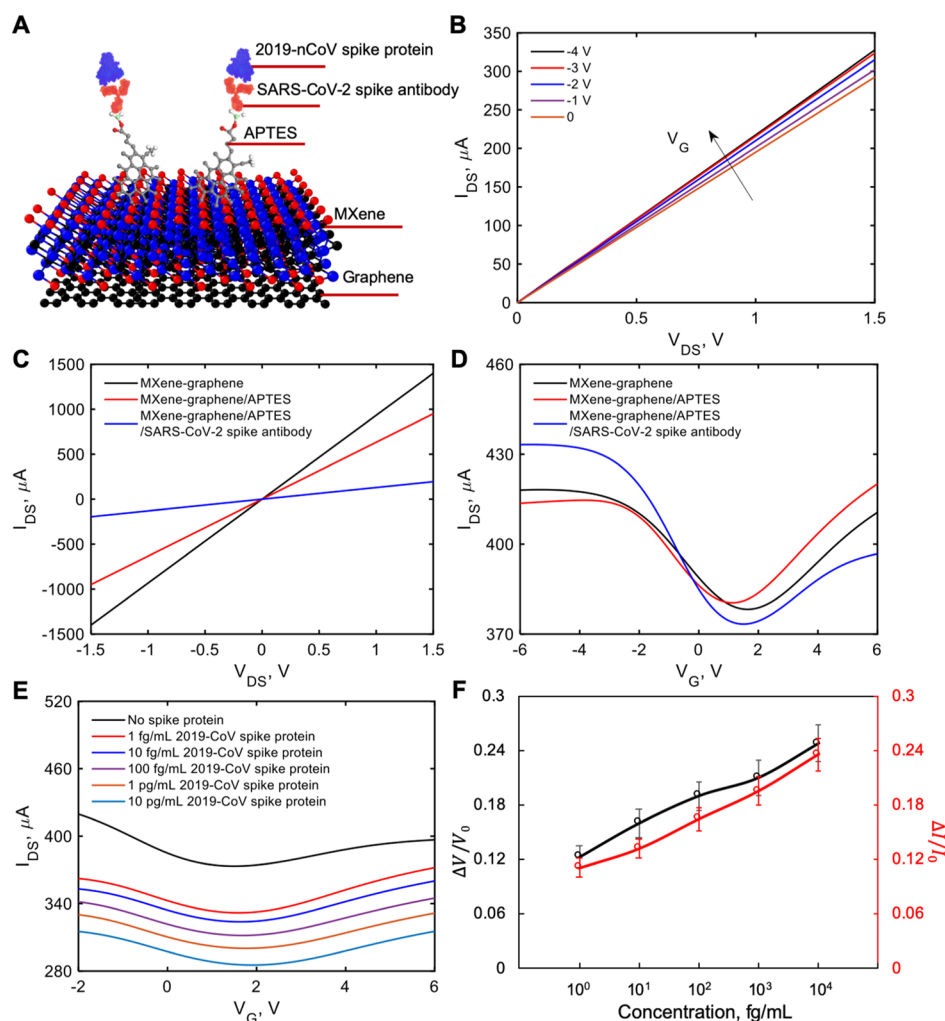 A
2019-nCoV spike protein
SARS-CoV-2 spike antibody
APTES
MXene
Graphene
B
350
300
250
200
150
100
50
0
I_DS, μA
-4 V
-3 V
-2 V
-1 V
0
V_G
0
0.5
1
1.5
V_DS, V
C
1500
1000
500
0
-500
-1000
-1500
I_DS, μA
MXene-graphene
MXene-graphene/APTES
MXene-graphene/APTES
/SARS-CoV-2 spike antibody
-1.5
-1
-0.5
0
0.5
1
1.5
V_DS, V
D
460
430
400
370
I_DS, μA
MXene-graphene
MXene-graphene/APTES
MXene-graphene/APTES
/SARS-CoV-2 spike antibody
-6
-4
-2
0
2
4
6
V_G, V
E
520
460
400
340
280
I_DS, μA
No spike protein
1 fg/mL 2019-CoV spike protein
10 fg/mL 2019-CoV spike protein
100 fg/mL 2019-CoV spike protein
1 pg/mL 2019-CoV spike protein
10 pg/mL 2019-CoV spike protein
-2
0
2
4
6
V_G, V
F
0.3
0.24
0.18
0.12
0.06
0
ΔV/V_0
0.3
0.24
0.18
0.12
0.06
0
ΔI/I_0
10^0
10^1
10^2
10^3
10^4
Concentration, fg/mL